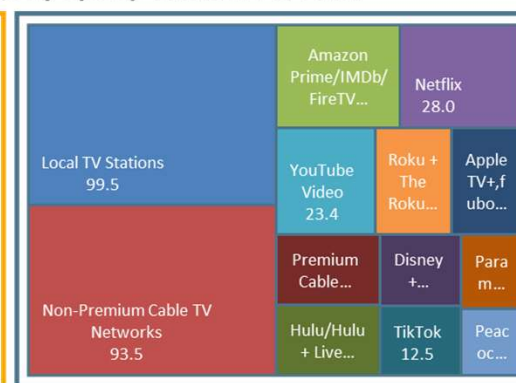 Amazon
Prime/IMDb/
FireTV...
Netflix
28.0
Local TV Stations
99.5
YouTube
Video
23.4
Roku +
The
Roku...
Apple
TV+,f
ubo...
Premium
Cable...
Disney
+...
Para
m...
Non-Premium Cable TV
Networks
93.5
Hulu/Hulu
+ Live...
TikTok
12.5
Peac
oc...